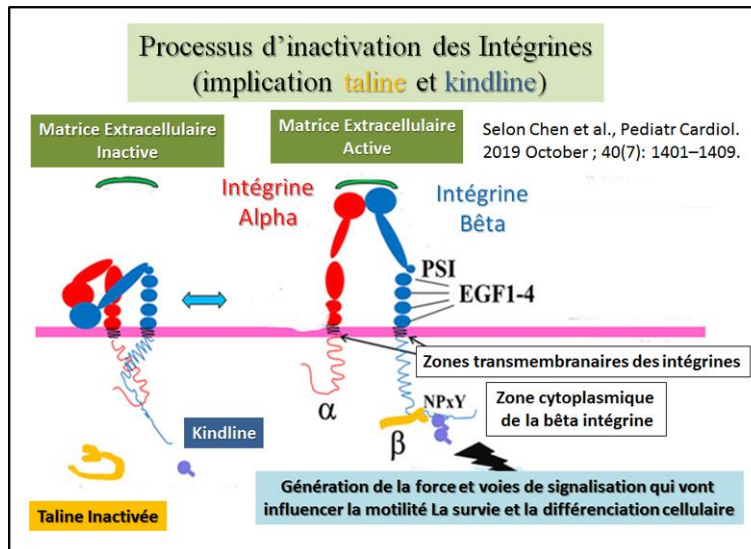 Processus d'inactivation des Intégrines
(implication taline et kindline)
Matrice Extracellulaire
Inactive
Matrice Extracellulaire
Active
Selon Chen et al., Pediatr Cardiol.
2019 October ; 40(7): 1401–1409.
Intégrine
Alpha
Intégrine
Bêta
PSI
EGF1-4
Zones transmembranaires des intégrines
α
NPxY
β
Zone cytoplasmique
de la bêta intégrine
Kindline
Taline Inactivée
Génération de la force et voies de signalisation qui vont
influencer la motilité La survie et la différenciation cellulaire